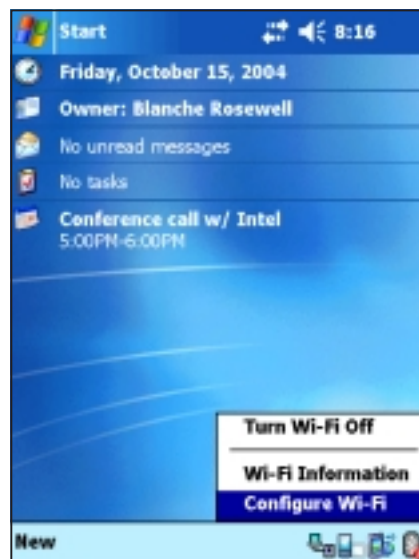 Start 8:16
Friday, October 15, 2004
Owner: Blanche Rosewell
No unread messages
No tasks
Conference call w/ Intel
5:00PM-6:00PM
Turn Wi-Fi Off
Wi-Fi Information
Configure Wi-Fi
New